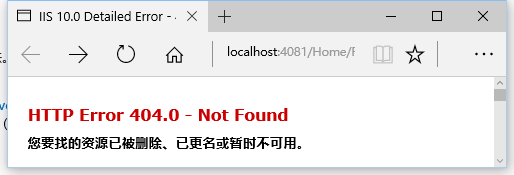 IIS 10.0 Detailed Error -
localhost:4081/Home/
HTTP Error 404.0 - Not Found
您要找的资源已被删除、已更名或暂时不可用。